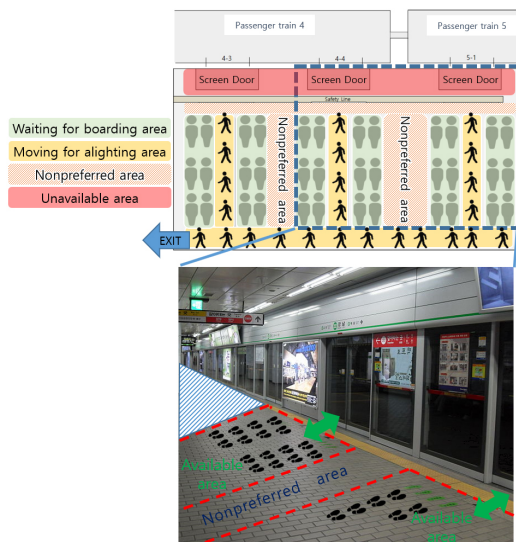 Passenger train 4
Passenger train 5
4-3
4-4
5-1
Screen Door
Screen Door
Screen Door
Safety Line
Waiting for boarding area
Moving for alighting area
Nonpreferred area
Unavailable area
Nonpreferred area
Nonpreferred area
EXIT
Available
area
Nonpreferred area
Available
area